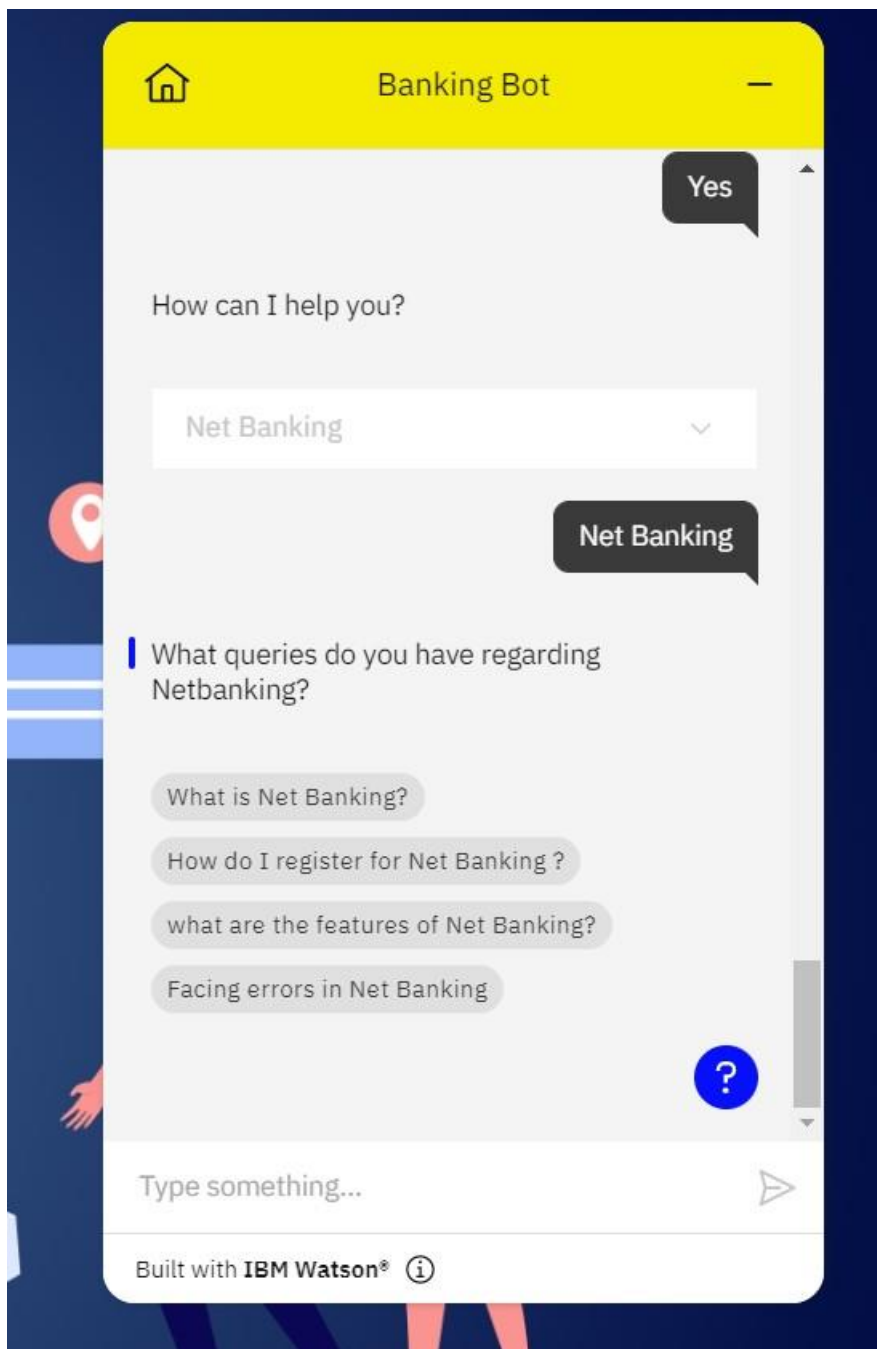 Banking Bot
Yes
How can I help you?
Net Banking
Net Banking
What queries do you have regarding
Netbanking?
What is Net Banking?
How do I register for Net Banking ?
what are the features of Net Banking?
Facing errors in Net Banking
?
Type something...
Built with IBM Watson®